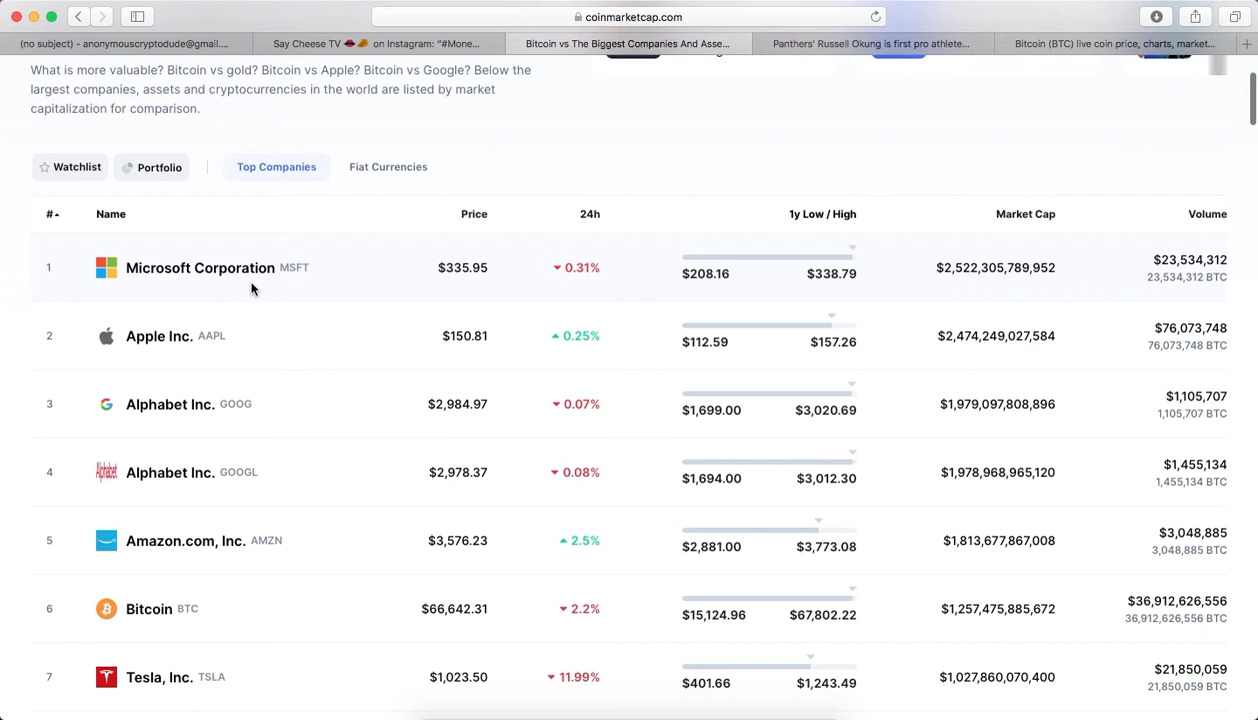 coinmarketcap.com
(no subject) - anonymouscryptodude@gmail....
Say Cheese TV 👄🧀 on Instagram: "#Mone...
Bitcoin vs The Biggest Companies And Asse...
Panthers' Russell Okung is first pro athlete...
Bitcoin (BTC) live coin price, charts, market...
What is more valuable? Bitcoin vs gold? Bitcoin vs Apple? Bitcoin vs Google? Below the
largest companies, assets and cryptocurrencies in the world are listed by market
capitalization for comparison.
Watchlist Portfolio Top Companies Fiat Currencies
# Name Price 24h 1y Low / High Market Cap Volume
1 Microsoft Corporation MSFT $335.95 0.31% $208.16 $338.79 $2,522,305,789,952 $23,534,312
23,534,312 BTC
2 Apple Inc. AAPL $150.81 0.25% $112.59 $157.26 $2,474,249,027,584 $76,073,748
76,073,748 BTC
3 Alphabet Inc. GOOG $2,984.97 0.07% $1,699.00 $3,020.69 $1,979,097,808,896 $1,105,707
1,105,707 BTC
4 Alphabet Alphabet Inc. GOOGL $2,978.37 0.08% $1,694.00 $3,012.30 $1,978,968,965,120 $1,455,134
1,455,134 BTC
5 Amazon.com, Inc. AMZN $3,576.23 2.5% $2,881.00 $3,773.08 $1,813,677,867,008 $3,048,885
3,048,885 BTC
6 Bitcoin BTC $66,642.31 2.2% $15,124.96 $67,802.22 $1,257,475,885,672 $36,912,626,556
36,912,626,556 BTC
7 Tesla, Inc. TSLA $1,023.50 11.99% $401.66 $1,243.49 $1,027,860,070,400 $21,850,059
21,850,059 BTC